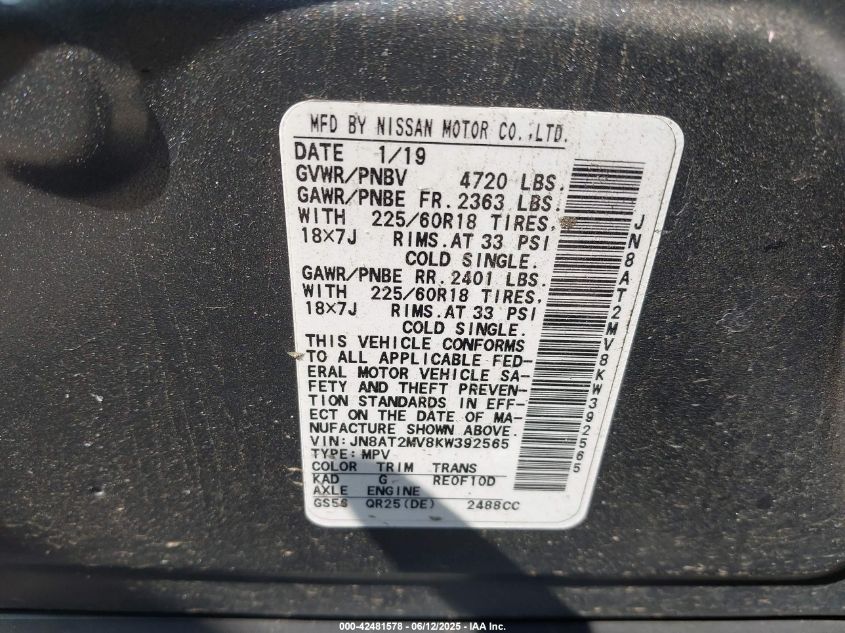 MFD BY NISSAN MOTOR CO.,LTD.
DATE 1/19
GVWR/PNBV 4720 LBS.
GAWR/PNBE FR. 2363 LBS.
WITH 225/60R18 TIRES.
18×7J RIMS. AT 33 PSI
COLD SINGLE.
GAWR/PNBE RR. 2401 LBS.
WITH 225/60R18 TIRES.
18×7J RIMS. AT 33 PSI
COLD SINGLE.
THIS VEHICLE CONFORMS
TO ALL APPLICABLE FED-
ERAL MOTOR VEHICLE SA-
FETY AND THEFT PREVEN-
TION STANDARDS IN EFF-
ECT ON THE DATE OF MA-
NUFACTURE SHOWN ABOVE.
VIN:JN8AT2MV8KW392565
TYPE: MPV
COLOR TRIM TRANS
KAD G RE0F10D
AXLE ENGINE
GS5S QR25(DE) 2488CC
JN8AT2MV8KW392565
000-42481578 - 06/12/2025 - IAA Inc.